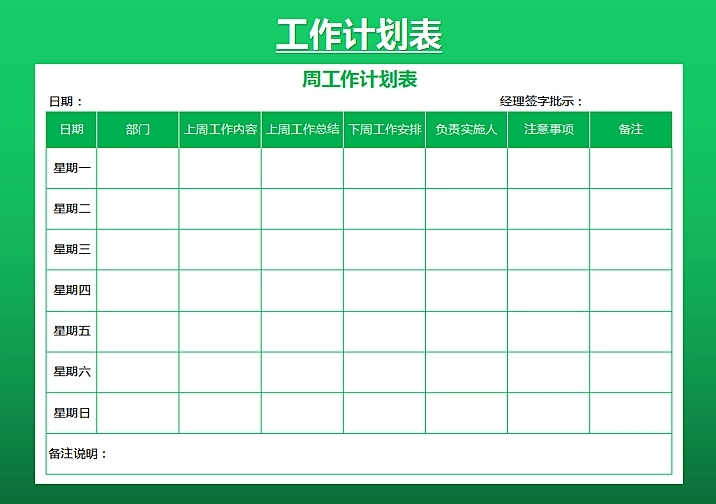 工作计划表
周工作计划表
日期： 经理签字批示：
日期 部门 上周工作内容 上周工作总结 下周工作安排 负责实施人 注意事项 备注
星期一
星期二
星期三
星期四
星期五
星期六
星期日
备注说明：